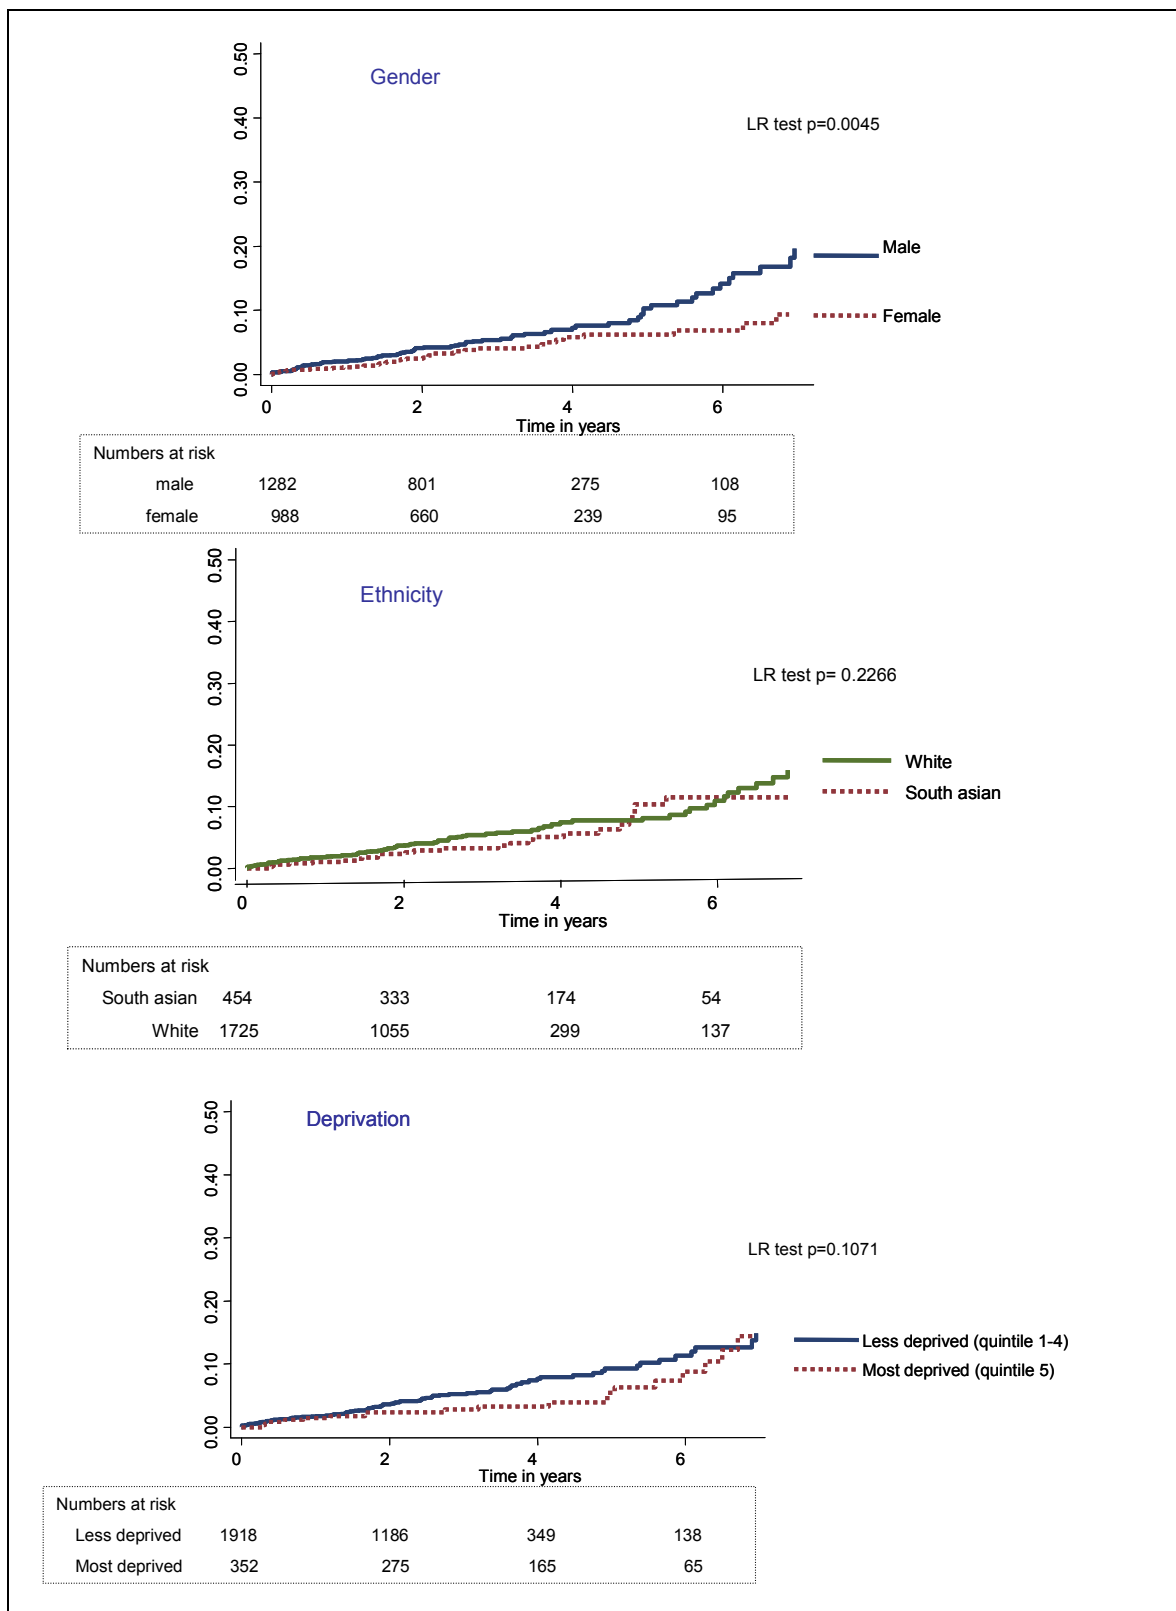 0.50
Gender
0.40
LR test p=0.0045
0.30
0.20
Male
0.10
Female
0.00
0 2 4 6
Time in years
Numbers at risk
male 1282 801 275 108
female 988 660 239 95
0.50
Ethnicity
0.40
LR test p= 0.2266
0.30
0.20
White
South asian
0.10
0.00
0 2 4 6
Time in years
Numbers at risk
South asian 454 333 174 54
White 1725 1055 299 137
0.50
Deprivation
0.40
0.30
LR test p=0.1071
0.20
Less deprived (quintile 1-4)
0.10
Most deprived (quintile 5)
0.00
0 2 4 6
Time in years
Numbers at risk
Less deprived 1918 1186 349 138
Most deprived 352 275 165 65